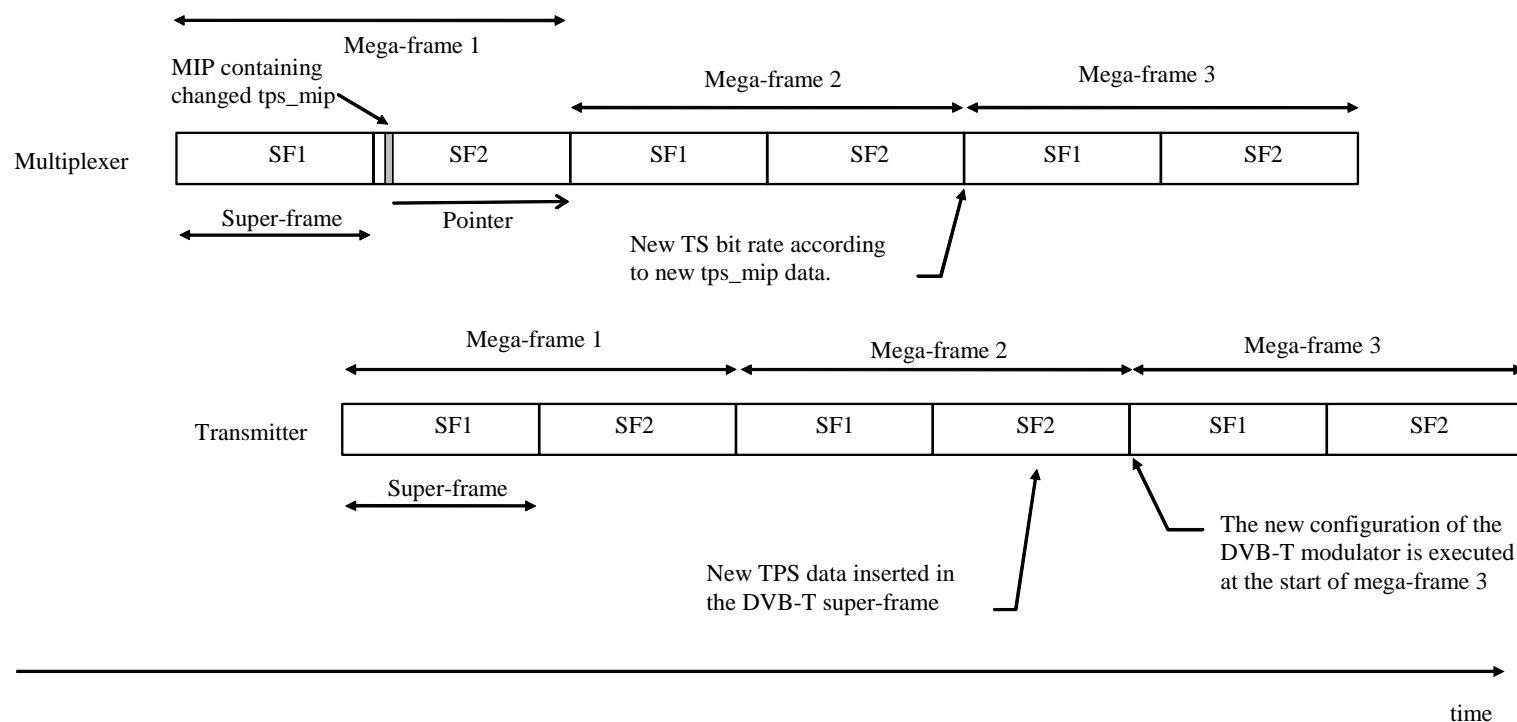 Mega-frame 1
MIP containing
changed tps_mip
Mega-frame 2
Mega-frame 3
Multiplexer
SF1
SF2
SF1
SF2
SF1
SF2
Super-frame
Pointer
New TS bit rate according
to new tps_mip data.
Mega-frame 1
Mega-frame 2
Mega-frame 3
Transmitter
SF1
SF2
SF1
SF2
SF1
SF2
Super-frame
New TPS data inserted in
the DVB-T super-frame
The new configuration of the
DVB-T modulator is executed
at the start of mega-frame 3
time